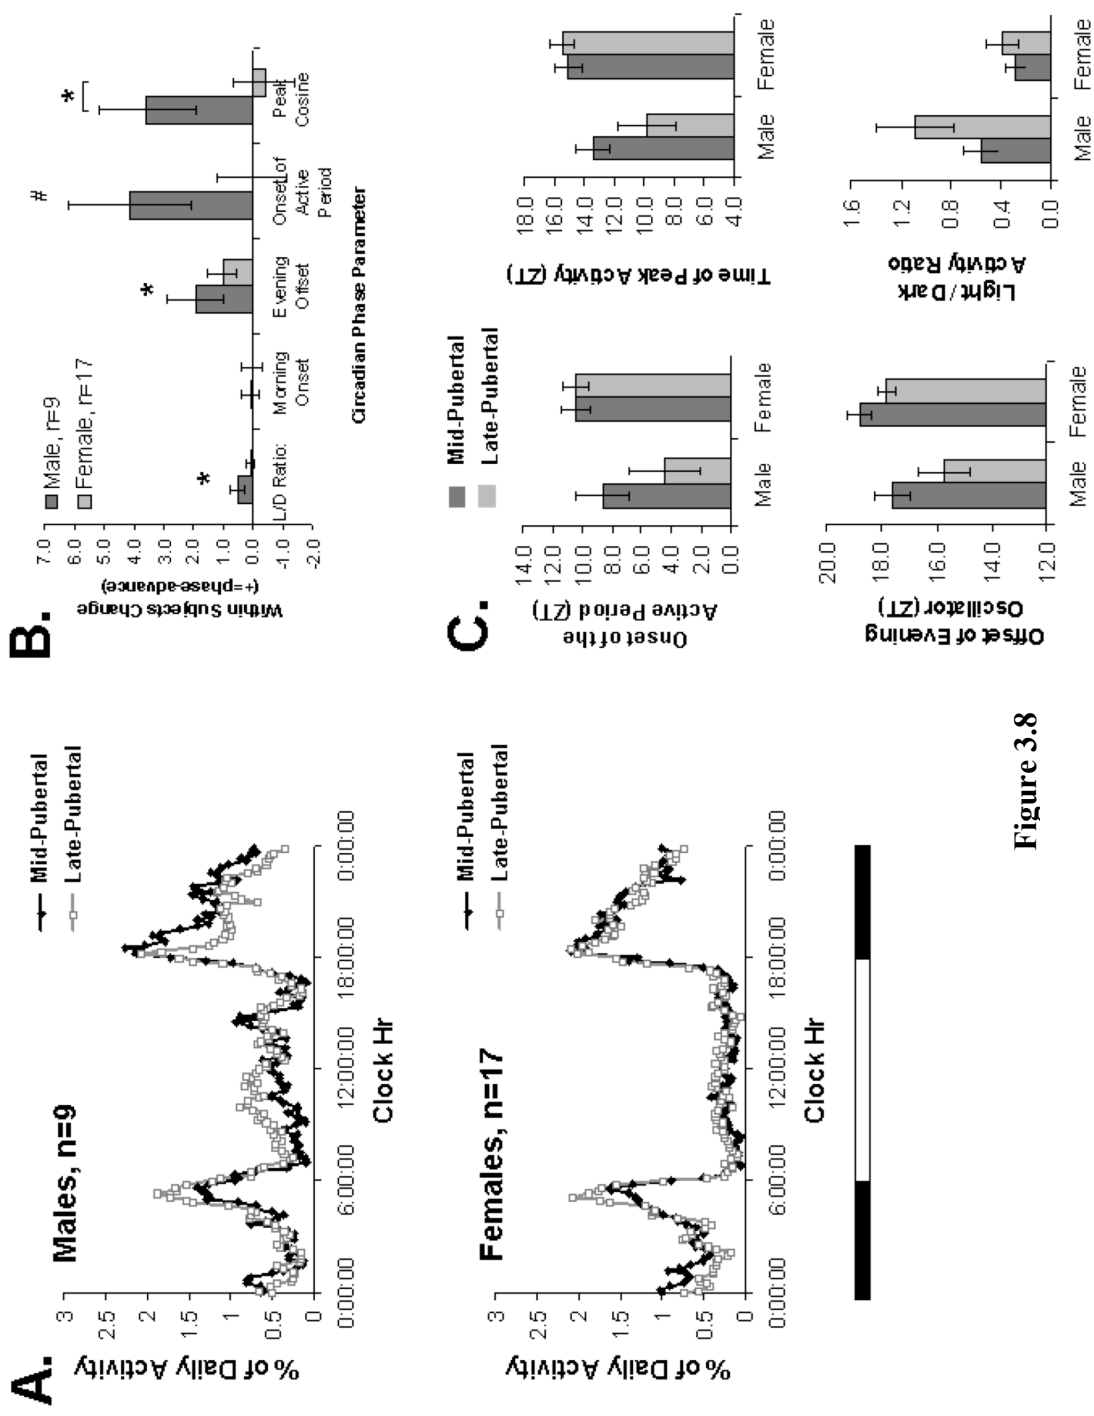 A.
Males, n=9
Mid-Pubertal
Late-Pubertal
% of Daily Activity
3
2.5
2
1.5
1
0.5
0
0:00:00
6:00:00
12:00:00
18:00:00
0:00:00
Clock Hr
Females, n=17
Mid-Pubertal
Late-Pubertal
% of Daily Activity
3
2.5
2
1.5
1
0.5
0
0:00:00
6:00:00
12:00:00
18:00:00
0:00:00
Clock Hr
B.
Within Subjects Change
(+=phase-advance)
7.0
6.0
5.0
4.0
3.0
2.0
1.0
0.0
-1.0
-2.0
Male, n=9
Female, n=17
*
*
#
*
L/D Ratio:
Morning
Onset
Evening
Offset
Onset of
Active
Period
Peak
Cosine
Circadian Phase Parameter
C.
Mid-Pubertal
Late-Pubertal
Onset of the
Active Period (ZT)
14.0
12.0
10.0
8.0
6.0
4.0
2.0
0.0
Male
Female
Time of Peak Activity (ZT)
18.0
16.0
14.0
12.0
10.0
8.0
6.0
4.0
Male
Female
Offset of Evening
Oscillator (ZT)
20.0
18.0
16.0
14.0
12.0
Male
Female
Light / Dark
Activity Ratio
1.6
1.2
0.8
0.4
0.0
Male
Female
Figure 3.8